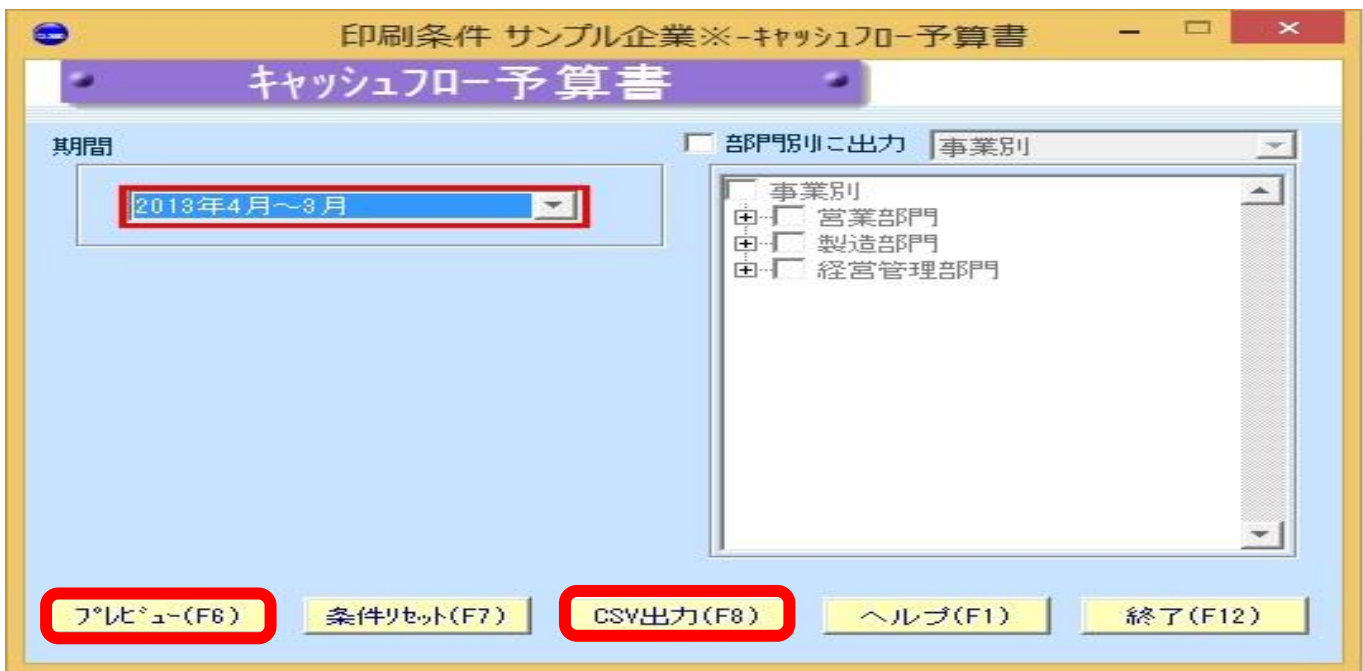 印刷条件 サンプル企業※-ｷｬｯｼｭﾌﾛｰ予算書
キャッシュフロー予算書
期間
部門別に出力 事業別
2013年4月～3月
事業別
営業部門
製造部門
経営管理部門
ﾌﾟﾚﾋﾞｭｰ(F6) 条件ﾘｾｯﾄ(F7) CSV出力(F8) ヘルプ(F1) 終了(F12)